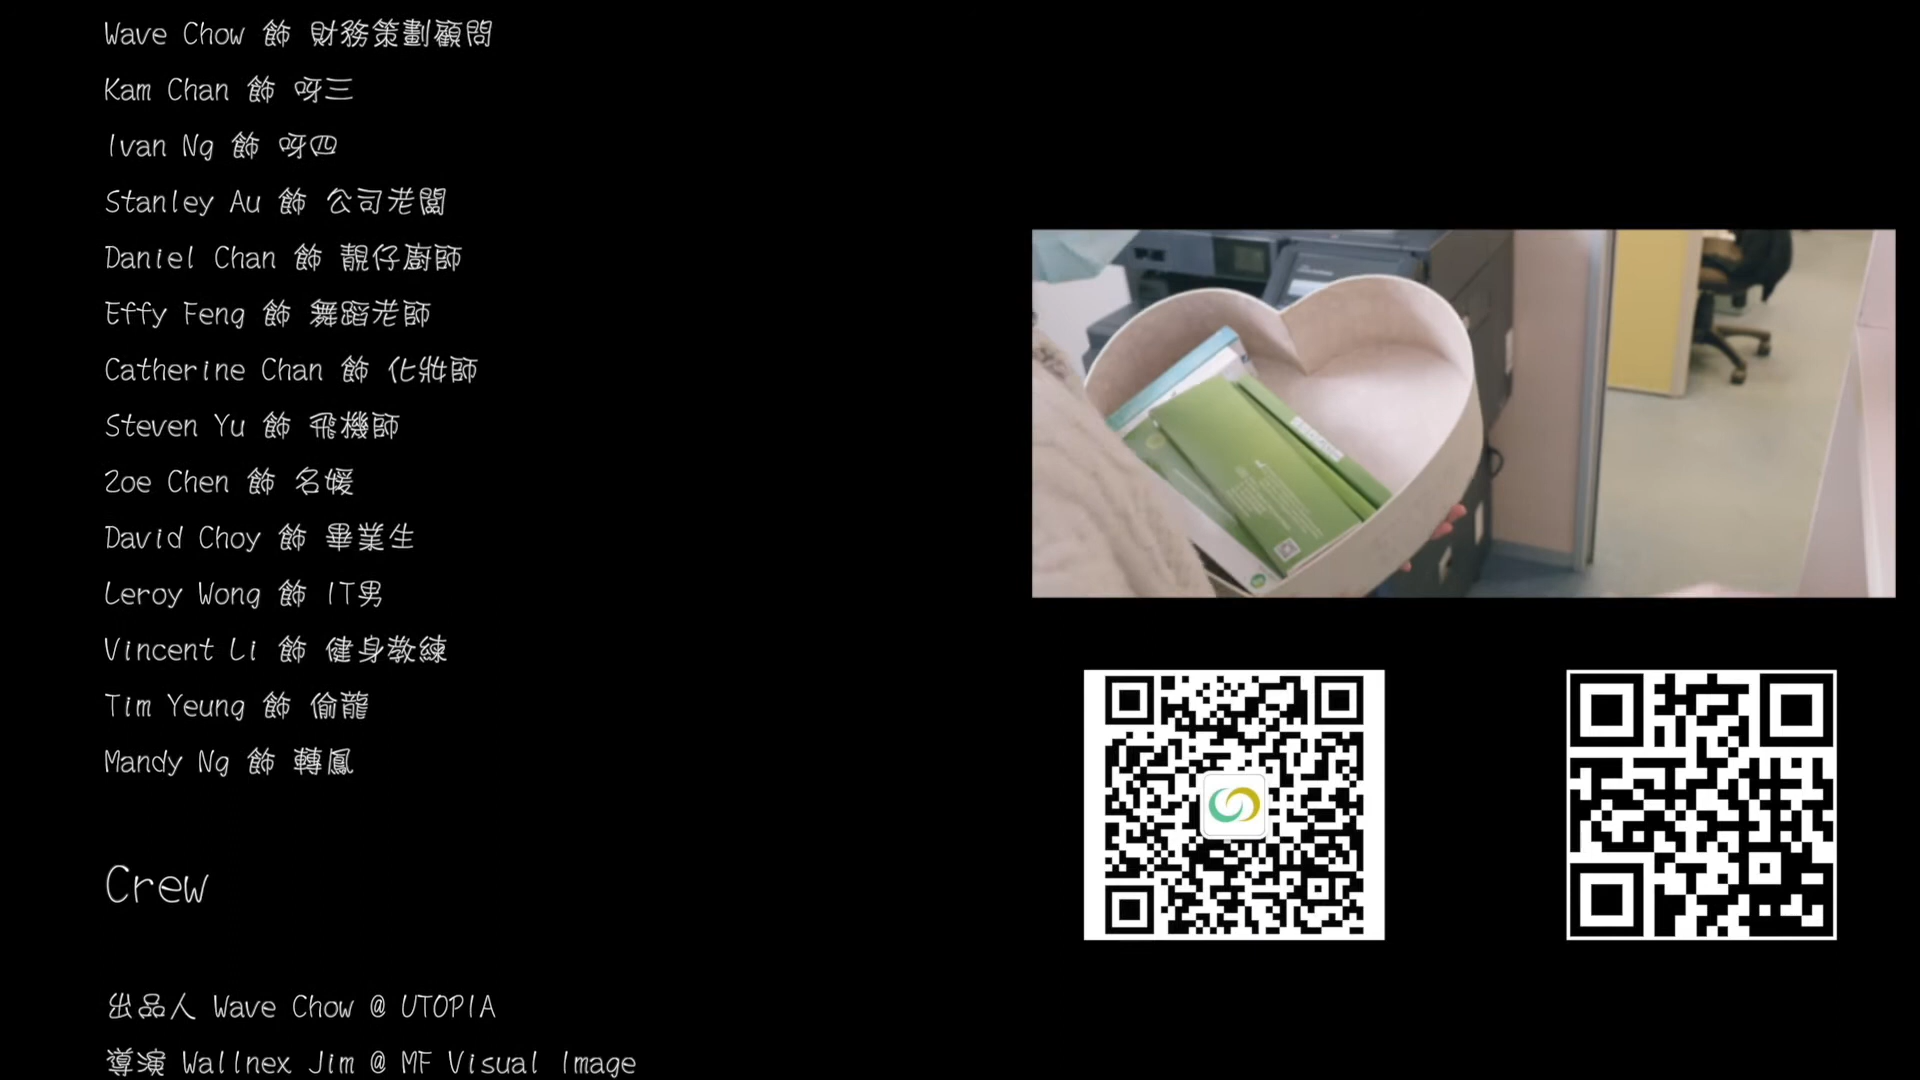 Wave Chow 飾 財務策劃顧問
Kam Chan 飾 呀三
Ivan Ng 飾 呀四
Stanley Au 飾 公司老闆
Daniel Chan 飾 靚仔廚師
Effy Feng 飾 舞蹈老師
Catherine Chan 飾 化妝師
Steven Yu 飾 飛機師
Zoe Chen 飾 名媛
David Choy 飾 畢業生
Leroy Wong 飾 IT男
Vincent Li 飾 健身教練
Tim Yeung 飾 偷龍
Mandy Ng 飾 轉鳳
Crew
出品人 Wave Chow @ UTOPIA
導演 Wallnex Jim @ MF Visual Image